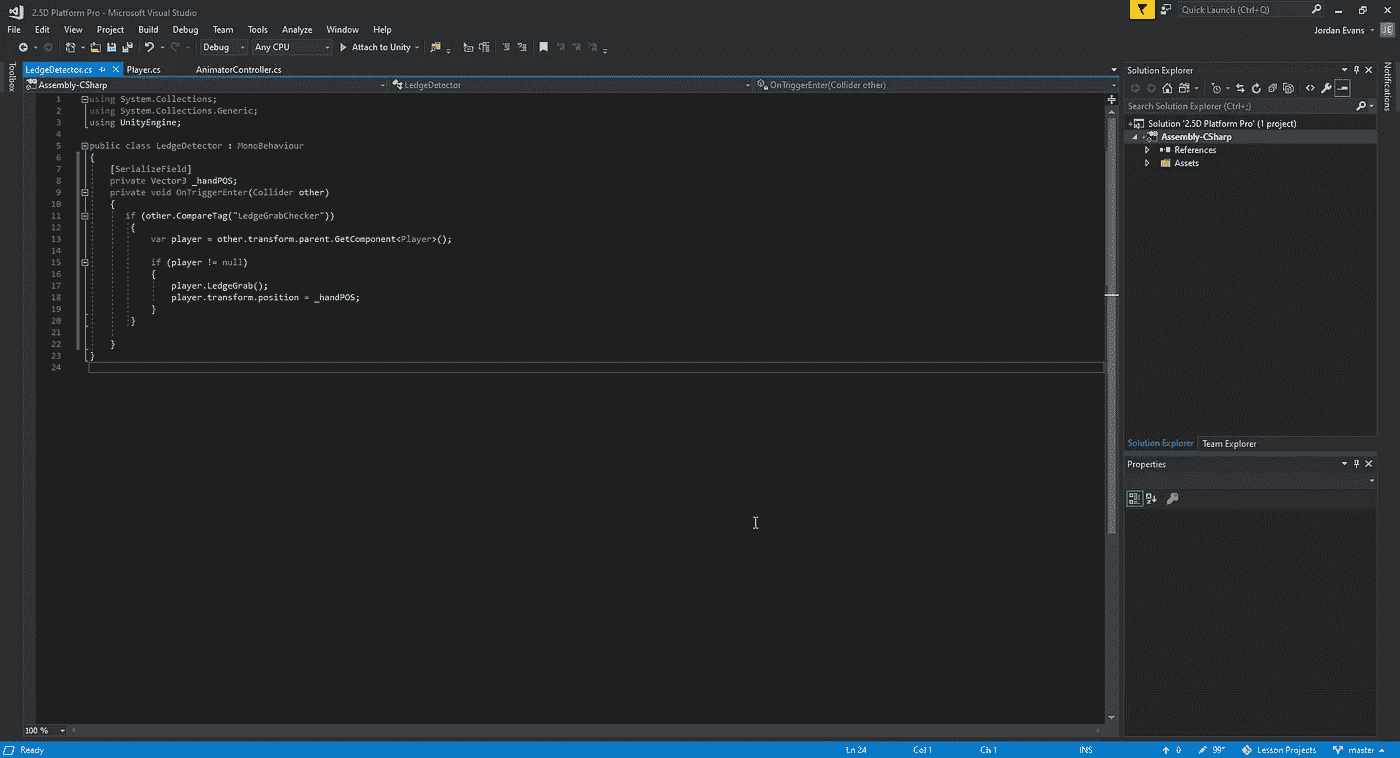 2.5D Platform Pro - Microsoft Visual Studio
Quick Launch (Ctrl+Q)
File Edit View Project Build Debug Team Tools Analyze Window Help
Jordan Evans JE
Debug Any CPU Attach to Unity
Toolbox
LedgeDetector.cs Player.cs AnimatorController.cs
Assembly-CSharp LedgeDetector OnTriggerEnter(Collider other)
1 using System.Collections;
2 using System.Collections.Generic;
3 using UnityEngine;
4
5 public class LedgeDetector : MonoBehaviour
6 {
7 [SerializeField]
8 private Vector3 _handPOS;
9 private void OnTriggerEnter(Collider other)
10 {
11 if (other.CompareTag("LedgeGrabChecker"))
12 {
13 var player = other.transform.parent.GetComponent<Player>();
14
15 if (player != null)
16 {
17 player.LedgeGrab();
18 player.transform.position = _handPOS;
19 }
20 }
21
22 }
23 }
24
Solution Explorer
Search Solution Explorer (Ctrl+;)
Solution '2.5D Platform Pro' (1 project)
Assembly-CSharp
References
Assets
Solution Explorer Team Explorer
Properties
Notifications
100 %
Ready Ln 24 Col 1 Ch 1 INS 0 99* Lesson Projects master